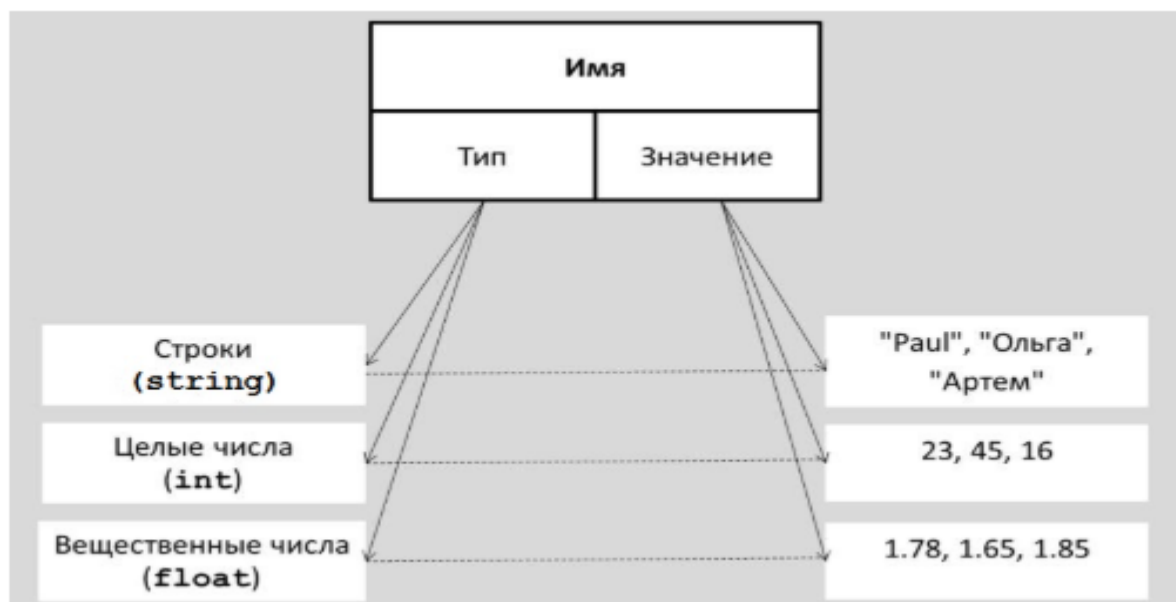 Имя
Тип
Значение
Строки
(string)
"Paul", "Ольга",
"Артем"
Целые числа
(int)
23, 45, 16
Вещественные числа
(float)
1.78, 1.65, 1.85